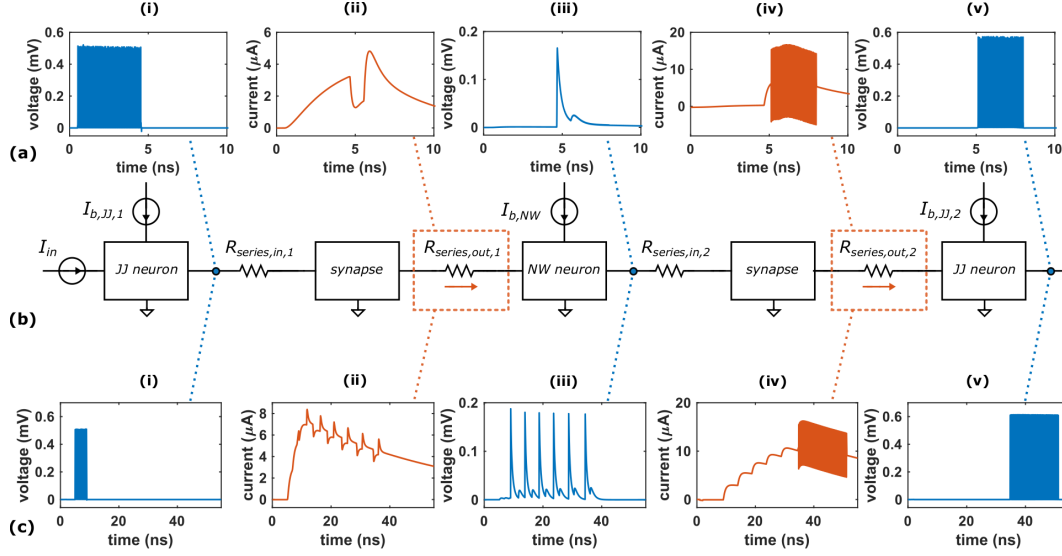 (i) (ii) (iii) (iv) (v)
0.6 0.4 0.2 0 voltage (mV) 0 5 10 time (ns)
6 4 2 0 current (μA) 0 5 10 time (ns)
0.2 0.1 0 voltage (mV) 0 5 10 time (ns)
20 10 0 current (μA) 0 5 10 time (ns)
0.6 0.4 0.2 0 voltage (mV) 0 5 10 time (ns)
(a)
I_b,JJ,1 I_b,NW I_b,JJ,2
I_in R_series,in,1 R_series,out,1 R_series,in,2 R_series,out,2
JJ neuron synapse NW neuron synapse JJ neuron
(b)
(i) (ii) (iii) (iv) (v)
0.6 0.4 0.2 0 voltage (mV) 0 20 40 time (ns)
8 6 4 2 0 current (μA) 0 20 40 time (ns)
0.2 0.1 0 voltage (mV) 0 20 40 time (ns)
20 10 0 current (μA) 0 20 40 time (ns)
0.6 0.4 0.2 0 voltage (mV) 0 20 40 time (ns)
(c)